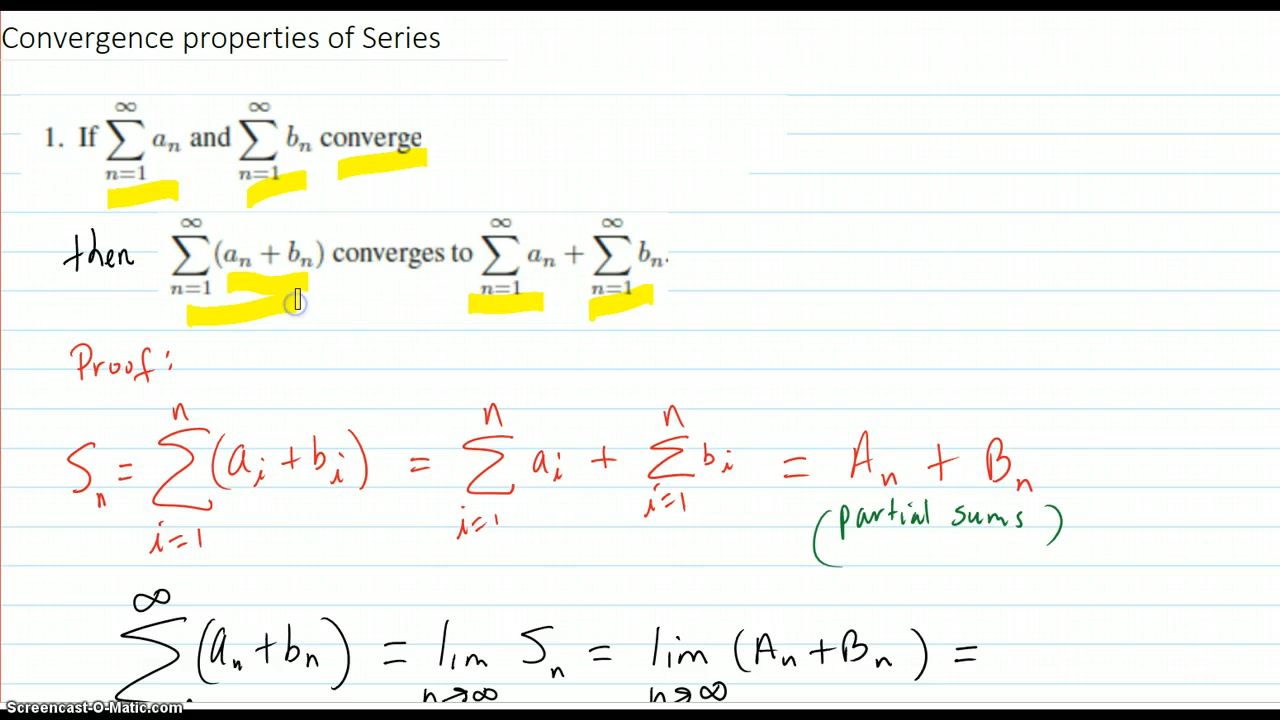 Convergence properties of Series
1. If ∑_{n=1}^{∞} a_n and ∑_{n=1}^{∞} b_n converge
then ∑_{n=1}^{∞} (a_n + b_n) converges to ∑_{n=1}^{∞} a_n + ∑_{n=1}^{∞} b_n.
Proof:
S_n = ∑_{i=1}^{n} (a_i + b_i) = ∑_{i=1}^{n} a_i + ∑_{i=1}^{n} b_i = A_n + B_n
(partial sums)
∑^{∞} (a_n + b_n) = lim_{n→∞} S_n = lim_{n→∞} (A_n + B_n) =
Screencast-O-Matic.com